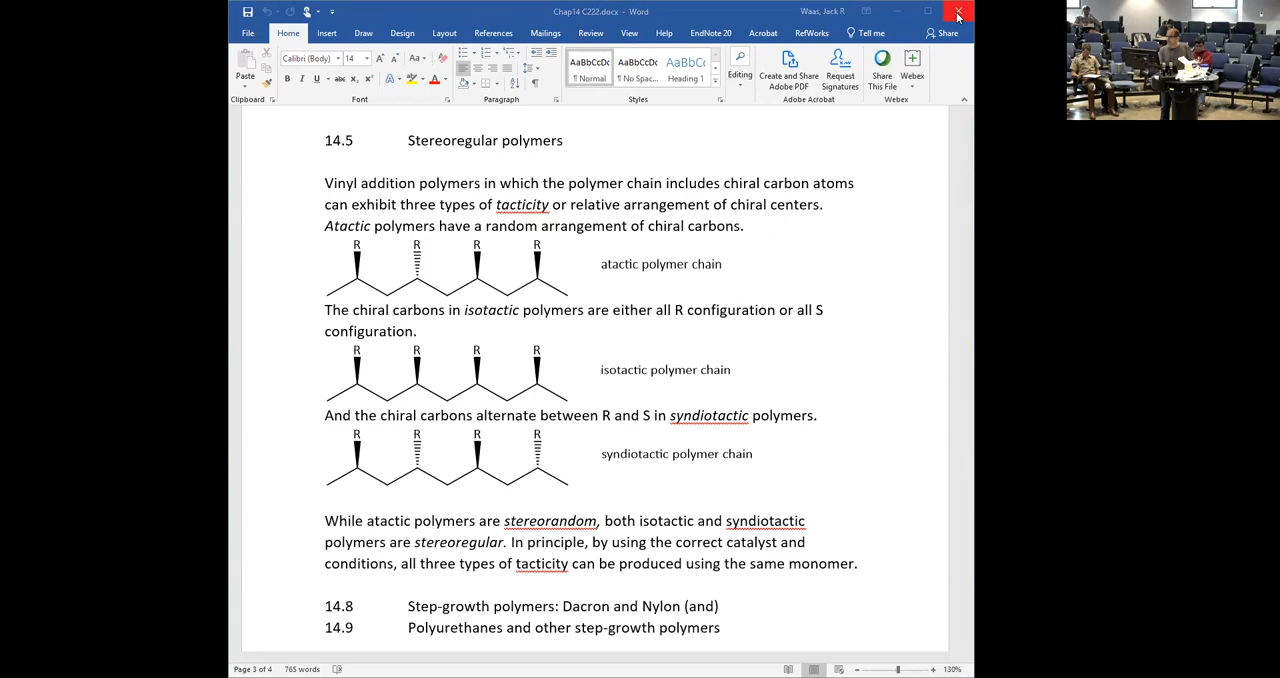 Chap14 C222.docx - Word
Waas, Jack R
File Home Insert Draw Design Layout References Mailings Review View Help EndNote 20 Acrobat RefWorks Tell me Share
Paste
Calibri (Body) 14
AaBbCcDc AaBbCcDc AaBbCc
¶ Normal ¶ No Spac... Heading 1
Editing
Create and Share Adobe PDF
Request Signatures
Share This File
Webex
Clipboard Font Paragraph Styles Adobe Acrobat Webex
14.5 Stereoregular polymers
Vinyl addition polymers in which the polymer chain includes chiral carbon atoms
can exhibit three types of tacticity or relative arrangement of chiral centers.
Atactic polymers have a random arrangement of chiral carbons.
R R R R
atactic polymer chain
The chiral carbons in isotactic polymers are either all R configuration or all S
configuration.
R R R R
isotactic polymer chain
And the chiral carbons alternate between R and S in syndiotactic polymers.
R R R R
syndiotactic polymer chain
While atactic polymers are stereorandom, both isotactic and syndiotactic
polymers are stereoregular. In principle, by using the correct catalyst and
conditions, all three types of tacticity can be produced using the same monomer.
14.8 Step-growth polymers: Dacron and Nylon (and)
14.9 Polyurethanes and other step-growth polymers
Page 3 of 4 765 words 130%